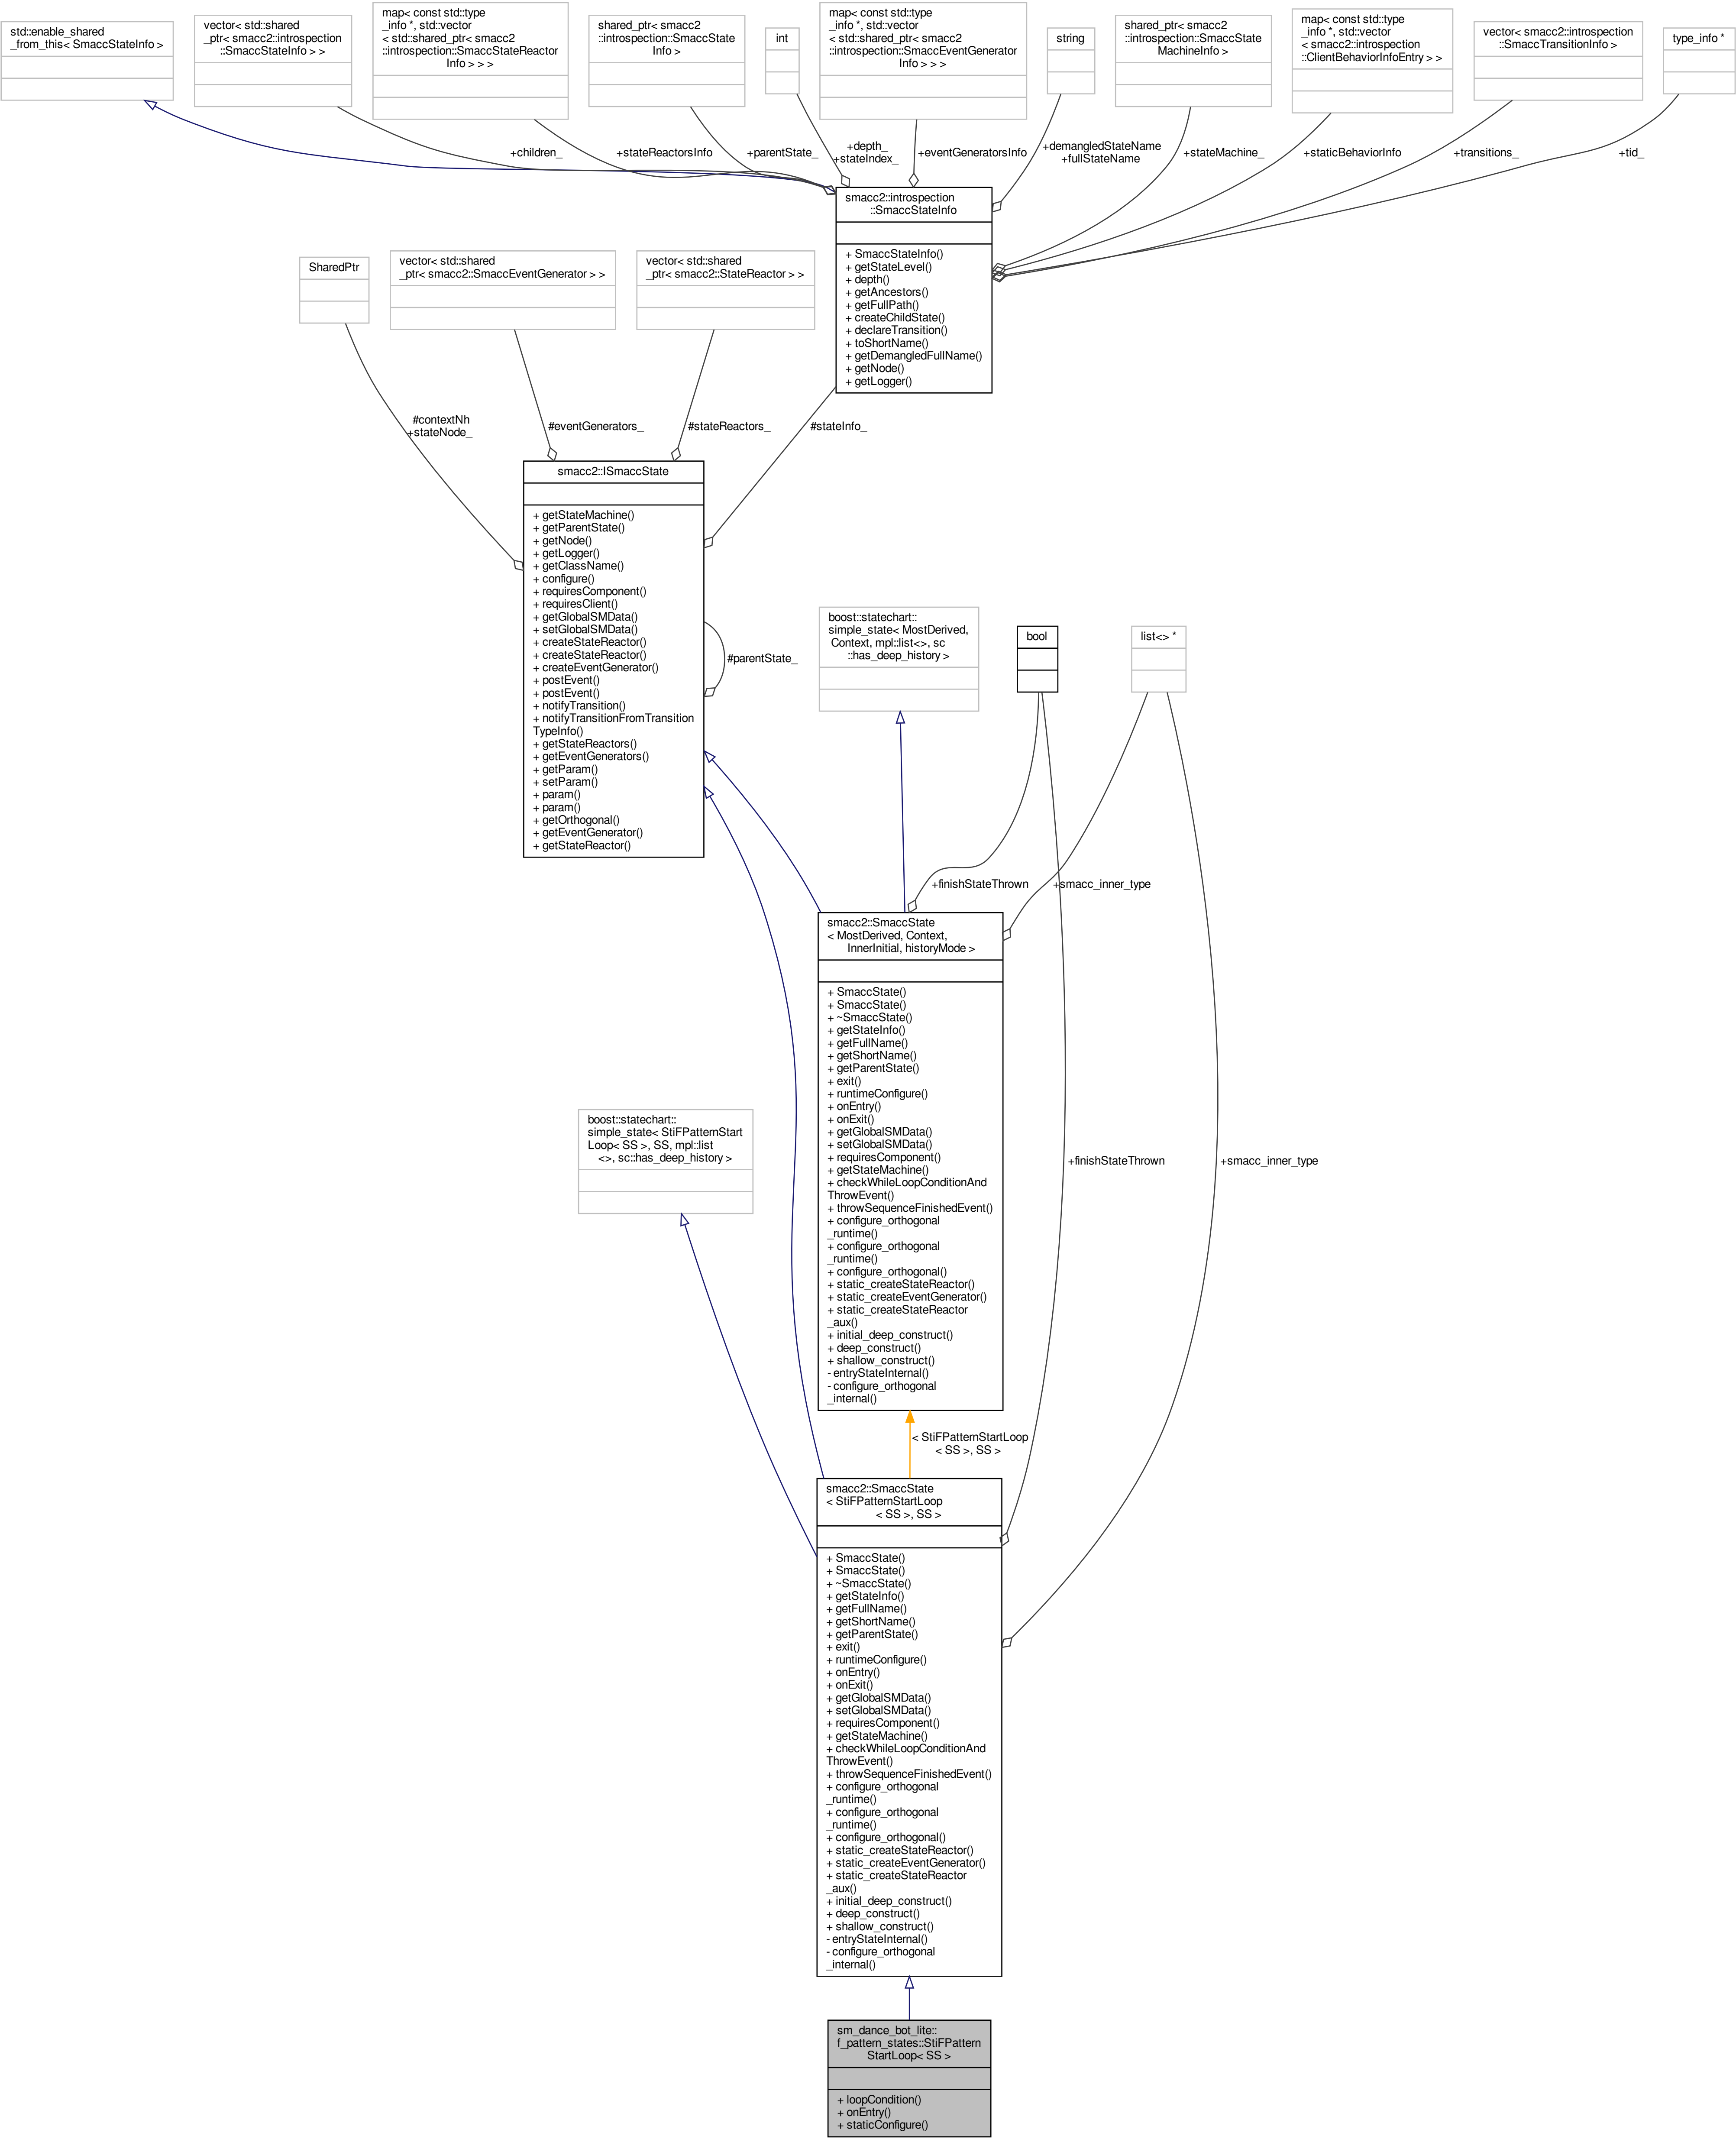 std::enable_shared
_from_this< SmaccStateInfo >
vector< std::shared
_ptr< smacc2::introspection
::SmaccStateInfo > >
map< const std::type
_info *, std::vector
< std::shared_ptr< smacc2
::introspection::SmaccStateReactor
Info > > >
shared_ptr< smacc2
::introspection::SmaccState
Info >
int
map< const std::type
_info *, std::vector
< std::shared_ptr< smacc2
::introspection::SmaccEventGenerator
Info > > >
string
shared_ptr< smacc2
::introspection::SmaccState
MachineInfo >
map< const std::type
_info *, std::vector
< smacc2::introspection
::ClientBehaviorInfoEntry > >
vector< smacc2::introspection
::SmaccTransitionInfo >
type_info *
+children_
+stateReactorsInfo
+parentState_
+depth_
+stateIndex_
+eventGeneratorsInfo
+demangledStateName
+fullStateName
+stateMachine_
+staticBehaviorInfo
+transitions_
+tid_
smacc2::introspection
::SmaccStateInfo
+ SmaccStateInfo()
+ getStateLevel()
+ depth()
+ getAncestors()
+ getFullPath()
+ createChildState()
+ declareTransition()
+ toShortName()
+ getDemangledFullName()
+ getNode()
+ getLogger()
SharedPtr
vector< std::shared
_ptr< smacc2::SmaccEventGenerator > >
vector< std::shared
_ptr< smacc2::StateReactor > >
#contextNh
+stateNode_
#eventGenerators_
#stateReactors_
#stateInfo_
smacc2::ISmaccState
+ getStateMachine()
+ getParentState()
+ getNode()
+ getLogger()
+ getClassName()
+ configure()
+ requiresComponent()
+ requiresClient()
+ getGlobalSMData()
+ setGlobalSMData()
+ createStateReactor()
+ createStateReactor()
+ createEventGenerator()
+ postEvent()
+ postEvent()
+ notifyTransition()
+ notifyTransitionFromTransition
TypeInfo()
+ getStateReactors()
+ getEventGenerators()
+ getParam()
+ setParam()
+ param()
+ param()
+ getOrthogonal()
+ getEventGenerator()
+ getStateReactor()
#parentState_
boost::statechart::
simple_state< MostDerived,
Context, mpl::list<>, sc
::has_deep_history >
bool
list<> *
+finishStateThrown
+smacc_inner_type
smacc2::SmaccState
< MostDerived, Context,
InnerInitial, historyMode >
+ SmaccState()
+ SmaccState()
+ ~SmaccState()
+ getStateInfo()
+ getFullName()
+ getShortName()
+ getParentState()
+ exit()
+ runtimeConfigure()
+ onEntry()
+ onExit()
+ getGlobalSMData()
+ setGlobalSMData()
+ requiresComponent()
+ getStateMachine()
+ checkWhileLoopConditionAnd
ThrowEvent()
+ throwSequenceFinishedEvent()
+ configure_orthogonal
_runtime()
+ configure_orthogonal
_runtime()
+ configure_orthogonal()
+ static_createStateReactor()
+ static_createEventGenerator()
+ static_createStateReactor
_aux()
+ initial_deep_construct()
+ deep_construct()
+ shallow_construct()
- entryStateInternal()
- configure_orthogonal
_internal()
boost::statechart::
simple_state< StiFPatternStart
Loop< SS >, SS, mpl::list
<>, sc::has_deep_history >
+finishStateThrown
+smacc_inner_type
< StiFPatternStartLoop
< SS >, SS >
smacc2::SmaccState
< StiFPatternStartLoop
< SS >, SS >
+ SmaccState()
+ SmaccState()
+ ~SmaccState()
+ getStateInfo()
+ getFullName()
+ getShortName()
+ getParentState()
+ exit()
+ runtimeConfigure()
+ onEntry()
+ onExit()
+ getGlobalSMData()
+ setGlobalSMData()
+ requiresComponent()
+ getStateMachine()
+ checkWhileLoopConditionAnd
ThrowEvent()
+ throwSequenceFinishedEvent()
+ configure_orthogonal
_runtime()
+ configure_orthogonal
_runtime()
+ configure_orthogonal()
+ static_createStateReactor()
+ static_createEventGenerator()
+ static_createStateReactor
_aux()
+ initial_deep_construct()
+ deep_construct()
+ shallow_construct()
- entryStateInternal()
- configure_orthogonal
_internal()
sm_dance_bot_lite::
f_pattern_states::StiFPattern
StartLoop< SS >
+ loopCondition()
+ onEntry()
+ staticConfigure()